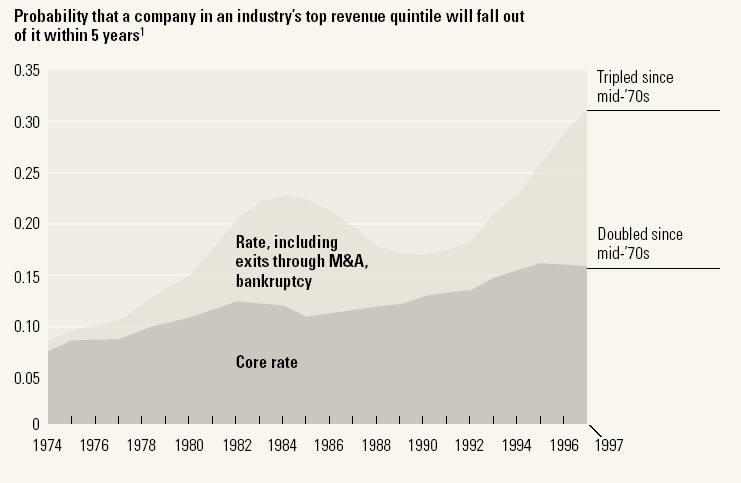 Probability that a company in an industry's top revenue quintile will fall out
of it within 5 years¹
0.35
0.30
0.25
0.20
0.15
0.10
0.05
0
Tripled since
mid-'70s
Doubled since
mid-'70s
Rate, including
exits through M&A,
bankruptcy
Core rate
1974 1976 1978 1980 1982 1984 1986 1988 1990 1992 1994 1996 1997